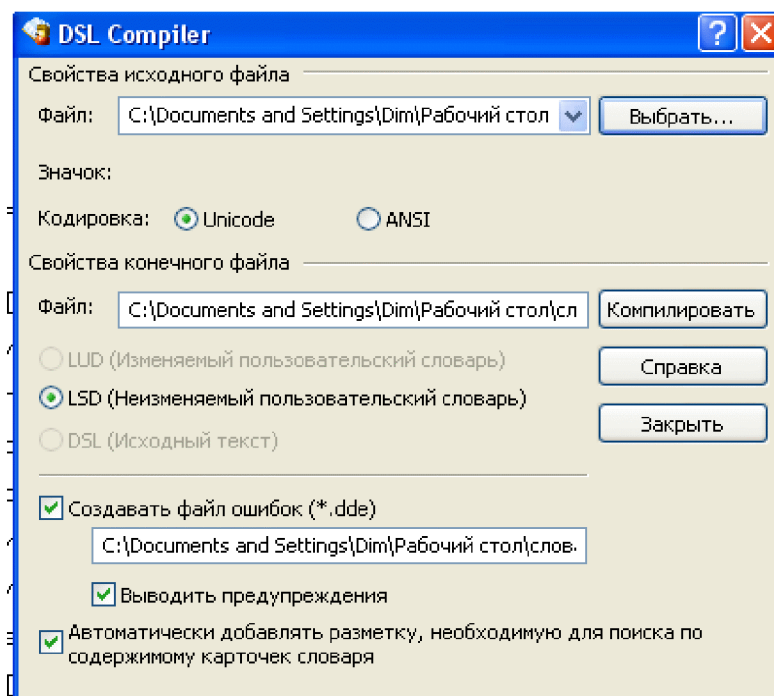 DSL Compiler
Свойства исходного файла
Файл: C:\Documents and Settings\Dim\Рабочий стол Выбрать...
Значок:
Кодировка: Unicode ANSI
Свойства конечного файла
Файл: C:\Documents and Settings\Dim\Рабочий стол\сл Компилировать
LUD (Изменяемый пользовательский словарь) Справка
LSD (Неизменяемый пользовательский словарь)
DSL (Исходный текст) Закрыть
Создавать файл ошибок (*.dde)
C:\Documents and Settings\Dim\Рабочий стол\слов.
Выводить предупреждения
Автоматически добавлять разметку, необходимую для поиска по
содержимому карточек словаря